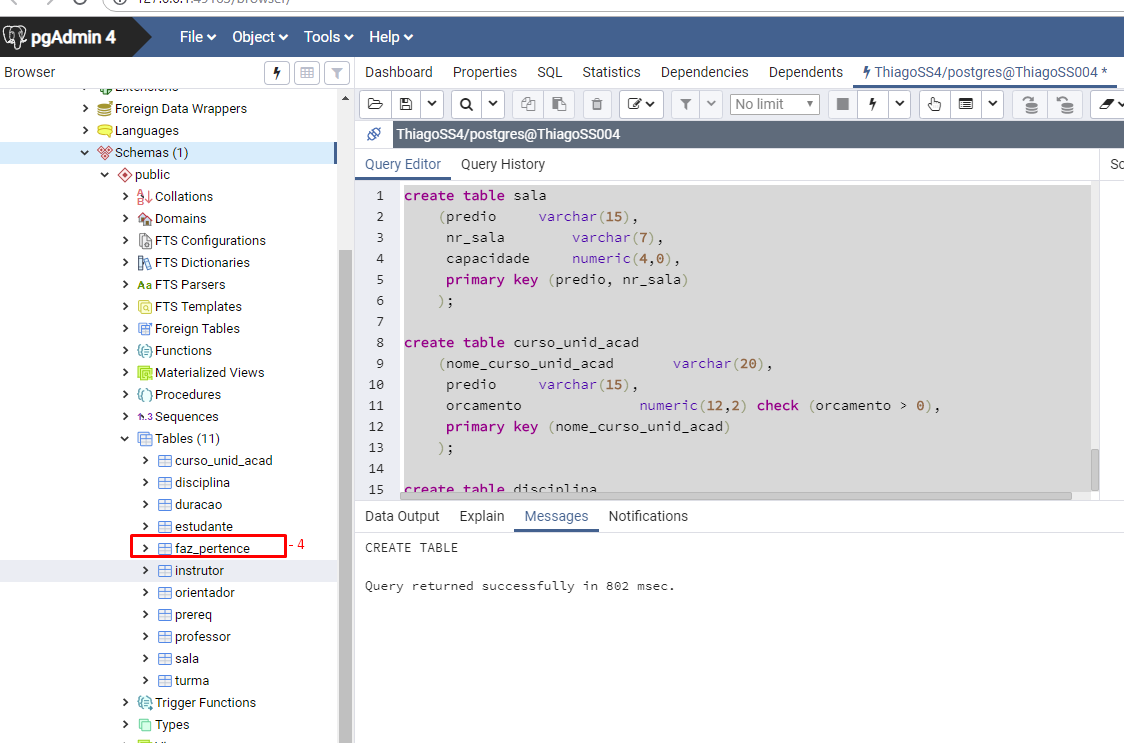 127.0.0.1:49165/browser/
pgAdmin 4
File Object Tools Help
Browser
Dashboard Properties SQL Statistics Dependencies Dependents ThiagoSS4/postgres@ThiagoSS004 *
No limit
ThiagoSS4/postgres@ThiagoSS004
Query Editor Query History
Extensions
Foreign Data Wrappers
Languages
Schemas (1)
public
Collations
Domains
FTS Configurations
FTS Dictionaries
FTS Parsers
FTS Templates
Foreign Tables
Functions
Materialized Views
Procedures
Sequences
Tables (11)
curso_unid_acad
disciplina
duracao
estudante
faz_pertence - 4
instrutor
orientador
prereq
professor
sala
turma
Trigger Functions
Types
1 create table sala
2 (predio varchar(15),
3 nr_sala varchar(7),
4 capacidade numeric(4,0),
5 primary key (predio, nr_sala)
6 );
7
8 create table curso_unid_acad
9 (nome_curso_unid_acad varchar(20),
10 predio varchar(15),
11 orcamento numeric(12,2) check (orcamento > 0),
12 primary key (nome_curso_unid_acad)
13 );
14
15 create table disciplina
Data Output Explain Messages Notifications
CREATE TABLE
Query returned successfully in 802 msec.